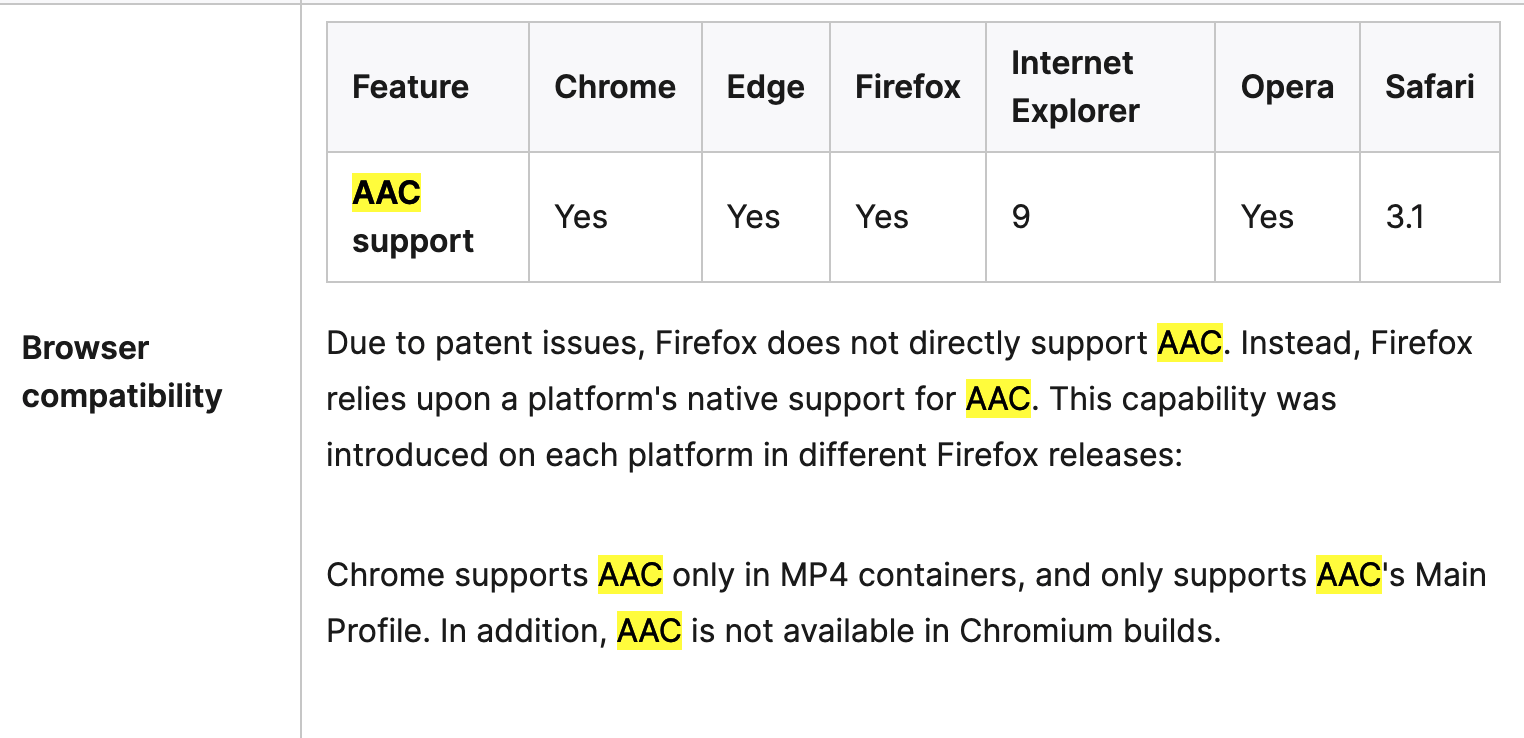 Feature Chrome Edge Firefox Internet Explorer Opera Safari
AAC support Yes Yes Yes 9 Yes 3.1
Browser
compatibility
Due to patent issues, Firefox does not directly support AAC. Instead, Firefox
relies upon a platform's native support for AAC. This capability was
introduced on each platform in different Firefox releases:
Chrome supports AAC only in MP4 containers, and only supports AAC's Main
Profile. In addition, AAC is not available in Chromium builds.